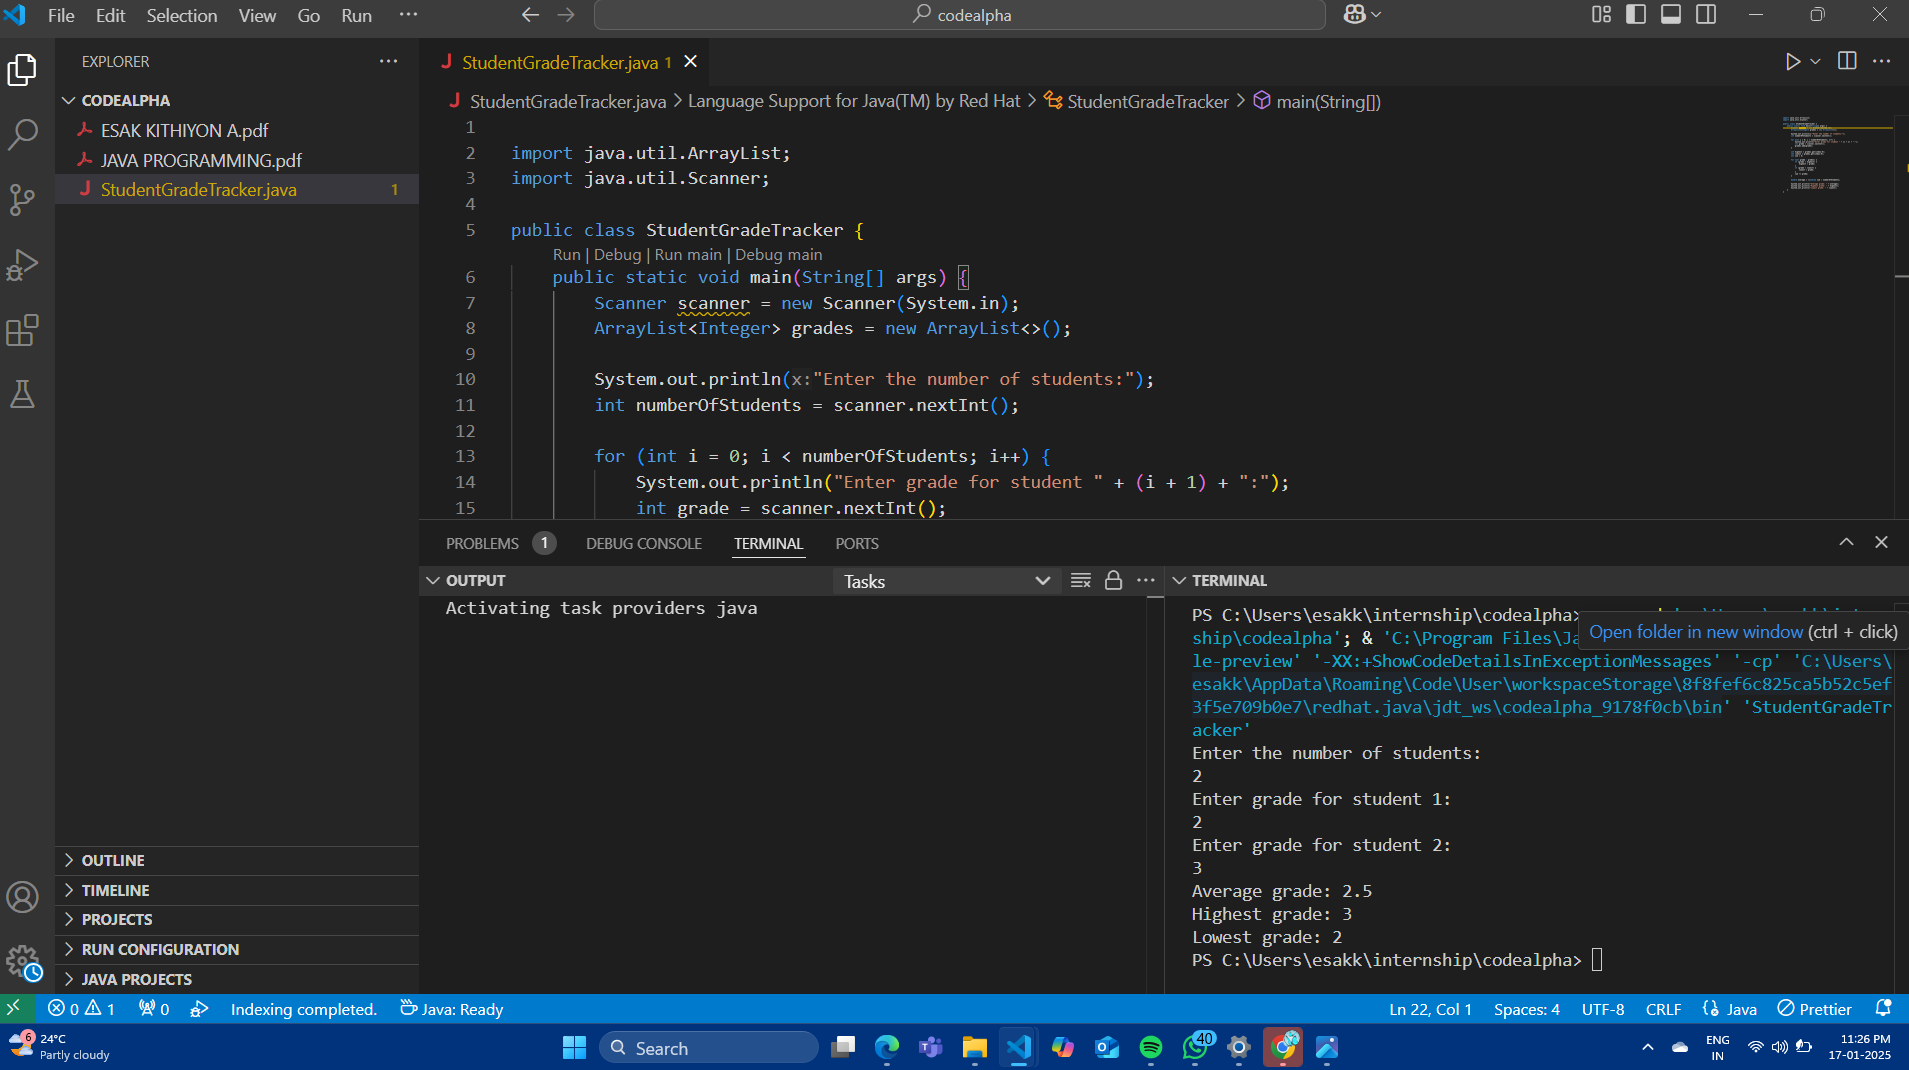 File Edit Selection View Go Run ···
codealpha
EXPLORER
CODEALPHA
ESAK KITHIYON A.pdf
JAVA PROGRAMMING.pdf
StudentGradeTracker.java 1
OUTLINE
TIMELINE
PROJECTS
RUN CONFIGURATION
JAVA PROJECTS
StudentGradeTracker.java 1
StudentGradeTracker.java > Language Support for Java(TM) by Red Hat > StudentGradeTracker > main(String[])
1
2 import java.util.ArrayList;
3 import java.util.Scanner;
4
5 public class StudentGradeTracker {
Run | Debug | Run main | Debug main
6 public static void main(String[] args) {
7 Scanner scanner = new Scanner(System.in);
8 ArrayList<Integer> grades = new ArrayList<>();
9
10 System.out.println(x:"Enter the number of students:");
11 int numberOfStudents = scanner.nextInt();
12
13 for (int i = 0; i < numberOfStudents; i++) {
14 System.out.println("Enter grade for student " + (i + 1) + ":");
15 int grade = scanner.nextInt();
PROBLEMS 1 DEBUG CONSOLE TERMINAL PORTS
OUTPUT Tasks
Activating task providers java
TERMINAL
PS C:\Users\esakk\internship\codealpha>
Open folder in new window (ctrl + click)
ship\codealpha'; & 'C:\Program Files\Ja
le-preview' '-XX:+ShowCodeDetailsInExceptionMessages' '-cp' 'C:\Users\
esakk\AppData\Roaming\Code\User\workspaceStorage\8f8fef6c825ca5b52c5ef
3f5e709b0e7\redhat.java\jdt_ws\codealpha_9178f0cb\bin' 'StudentGradeTr
acker'
Enter the number of students:
2
Enter grade for student 1:
2
Enter grade for student 2:
3
Average grade: 2.5
Highest grade: 3
Lowest grade: 2
PS C:\Users\esakk\internship\codealpha>
0 1 0 Indexing completed. Java: Ready Ln 22, Col 1 Spaces: 4 UTF-8 CRLF Java Prettier
6 24°C
Partly cloudy
Search
40
ENG
IN
11:26 PM
17-01-2025